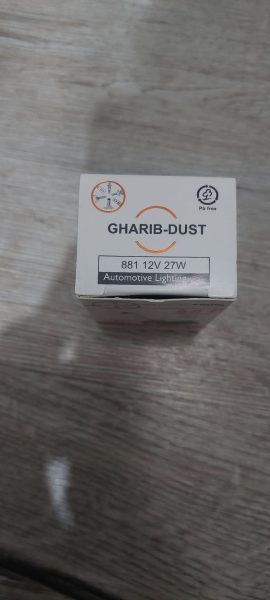 Pb free
GHARIB-DUST
881 12V 27W
Automotive Lighting